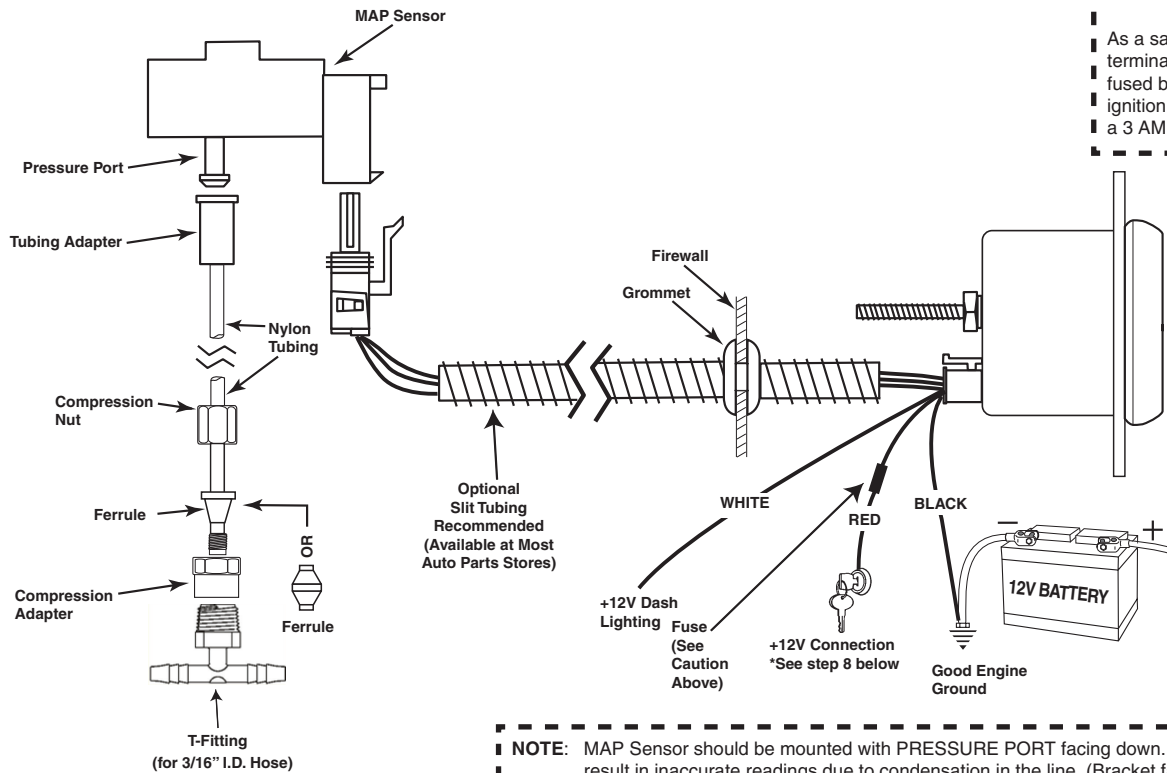 MAP Sensor
As a sa
termina
fused b
ignition
a 3 AM
Pressure Port
Tubing Adapter
Firewall
Grommet
Nylon
Tubing
Compression
Nut
Optional
Slit Tubing
Recommended
(Available at Most
Auto Parts Stores)
Ferrule
OR
Ferrule
Compression
Adapter
WHITE
RED
BLACK
12V BATTERY
+12V Dash
Lighting
Fuse
(See
Caution
Above)
+12V Connection
*See step 8 below
Good Engine
Ground
T-Fitting
(for 3/16” I.D. Hose)
NOTE: MAP Sensor should be mounted with PRESSURE PORT facing down.
result in inaccurate readings due to condensation in the line. (Bracket f